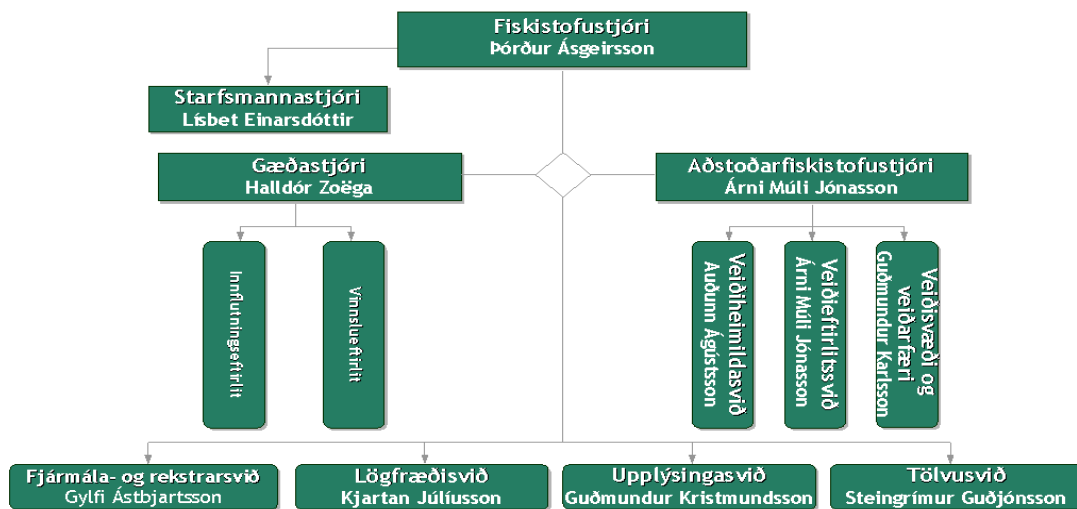 Fiskistofustjóri
Þórður Ásgeirsson
Starfsmannastjóri
Lísbet Einarsdóttir
Gæðastjóri
Halldór Zoëga
Aðstoðarfiskistofustjóri
Árni Múli Jónasson
Innflutningseftirlit
Vinnslueftirlit
Veiðiheimildasvið
Auðunn Ágústsson
Veiðieftirlitssvið
Árni Múli Jónasson
Veiðisvæði og
veiðarfæri
Guðmundur Karlsson
Fjármála- og rekstrarsvið
Gylfi Ástbjartsson
Lögfræðisvið
Kjartan Júlíusson
Upplýsingasvið
Guðmundur Kristmundsson
Tölvusvið
Steingrímur Guðjónsson